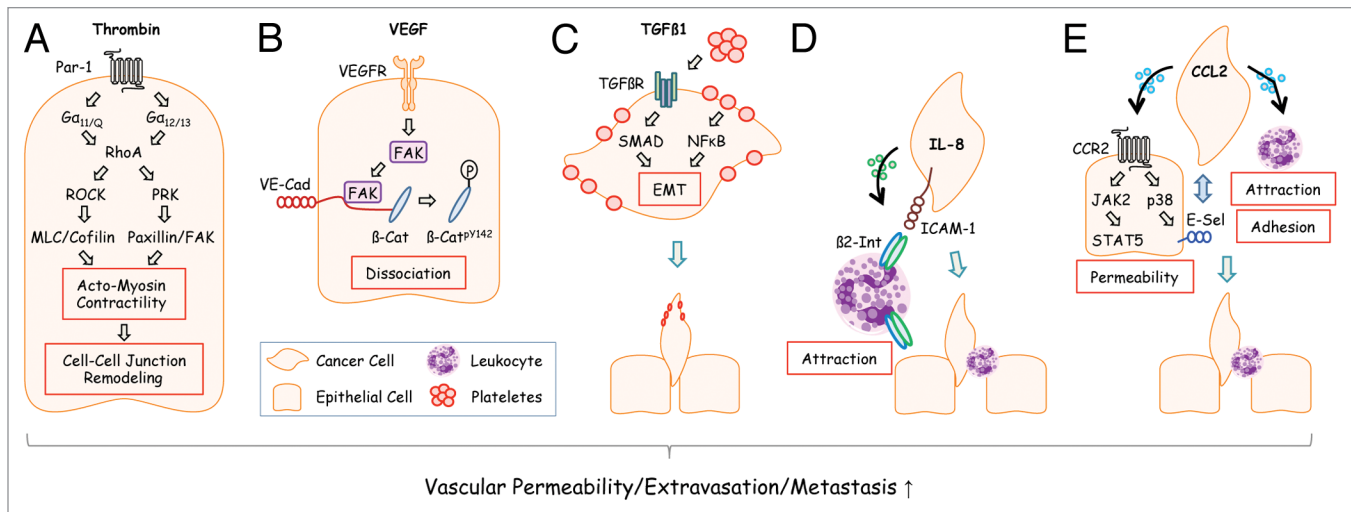 A
Thrombin
Par-1
Gα11/Q
Gα12/13
RhoA
ROCK
PRK
MLC/Cofilin
Paxillin/FAK
Acto-Myosin
Contractility
Cell-Cell Junction
Remodeling
B
VEGF
VEGFR
FAK
VE-Cad
FAK
P
ß-Cat
ß-CatpY142
Dissociation
Cancer Cell
Leukocyte
Epithelial Cell
Plateletes
C
TGFß1
TGFßR
SMAD
NFκB
EMT
D
IL-8
ICAM-1
ß2-Int
Attraction
E
CCL2
CCR2
JAK2
p38
STAT5
E-Sel
Attraction
Adhesion
Permeability
Vascular Permeability/Extravasation/Metastasis ↑